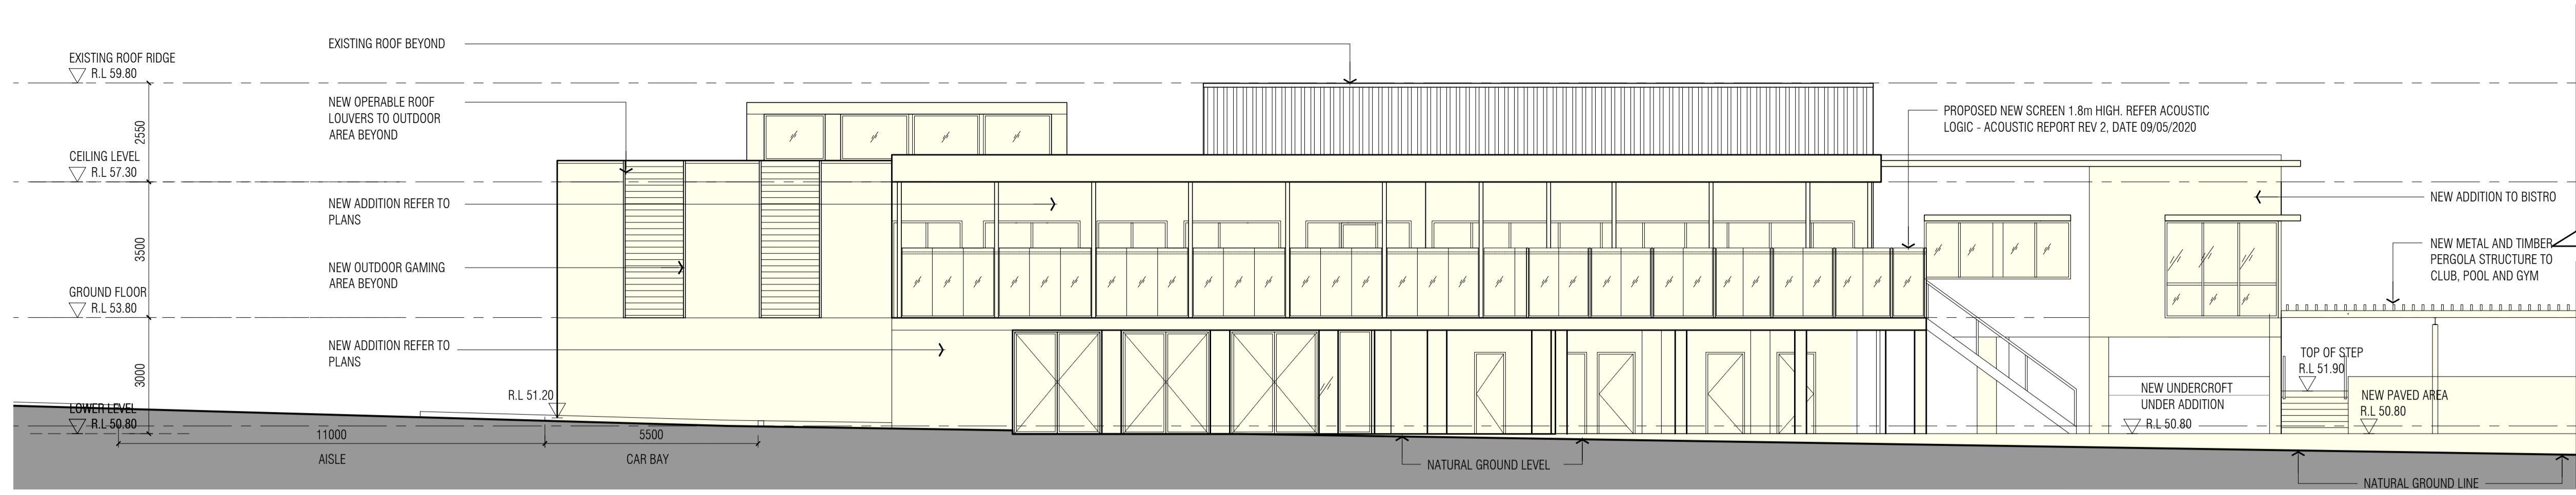 EXISTING ROOF RIDGE
R.L 59.80
2550
CEILING LEVEL
R.L 57.30
3500
GROUND FLOOR
R.L 53.80
3000
LOWER LEVEL
R.L 50.80
EXISTING ROOF BEYOND
NEW OPERABLE ROOF
LOUVERS TO OUTDOOR
AREA BEYOND
NEW ADDITION REFER TO
PLANS
NEW OUTDOOR GAMING
AREA BEYOND
NEW ADDITION REFER TO
PLANS
R.L 51.20
11000
AISLE
5500
CAR BAY
NATURAL GROUND LEVEL
PROPOSED NEW SCREEN 1.8m HIGH. REFER ACOUSTIC
LOGIC - ACOUSTIC REPORT REV 2, DATE 09/05/2020
NEW ADDITION TO BISTRO
NEW METAL AND TIMBER
PERGOLA STRUCTURE TO
CLUB, POOL AND GYM
TOP OF STEP
R.L 51.90
NEW UNDERCROFT
UNDER ADDITION
R.L 50.80
NEW PAVED AREA
R.L 50.80
NATURAL GROUND LINE